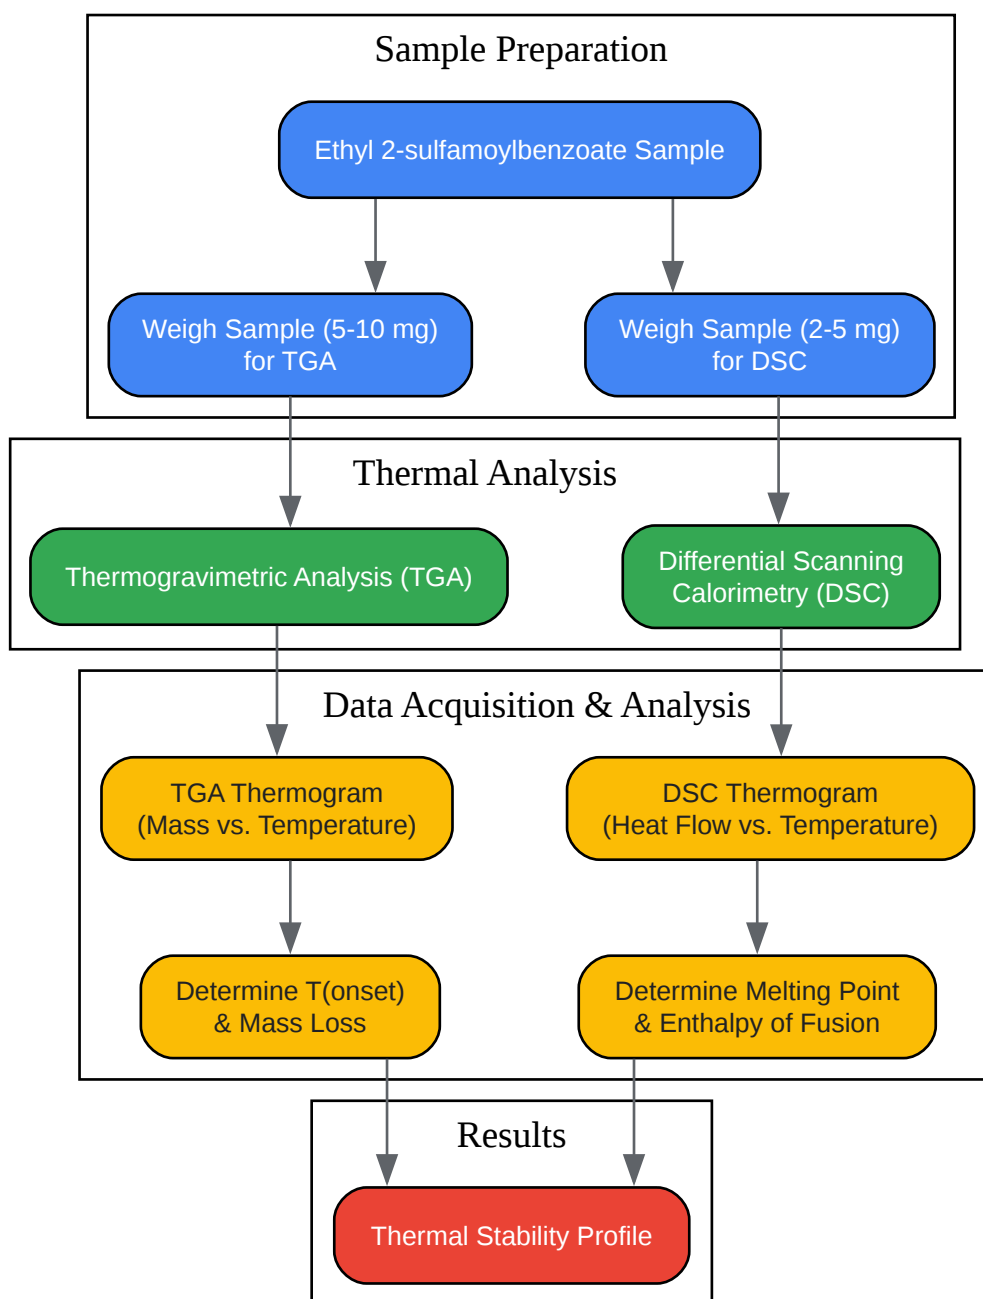 Sample Preparation
Ethyl 2-sulfamoylbenzoate Sample
Weigh Sample (5-10 mg)
for TGA
Weigh Sample (2-5 mg)
for DSC
Thermal Analysis
Thermogravimetric Analysis (TGA)
Differential Scanning
Calorimetry (DSC)
Data Acquisition & Analysis
TGA Thermogram
(Mass vs. Temperature)
DSC Thermogram
(Heat Flow vs. Temperature)
Determine T(onset)
& Mass Loss
Determine Melting Point
& Enthalpy of Fusion
Results
Thermal Stability Profile